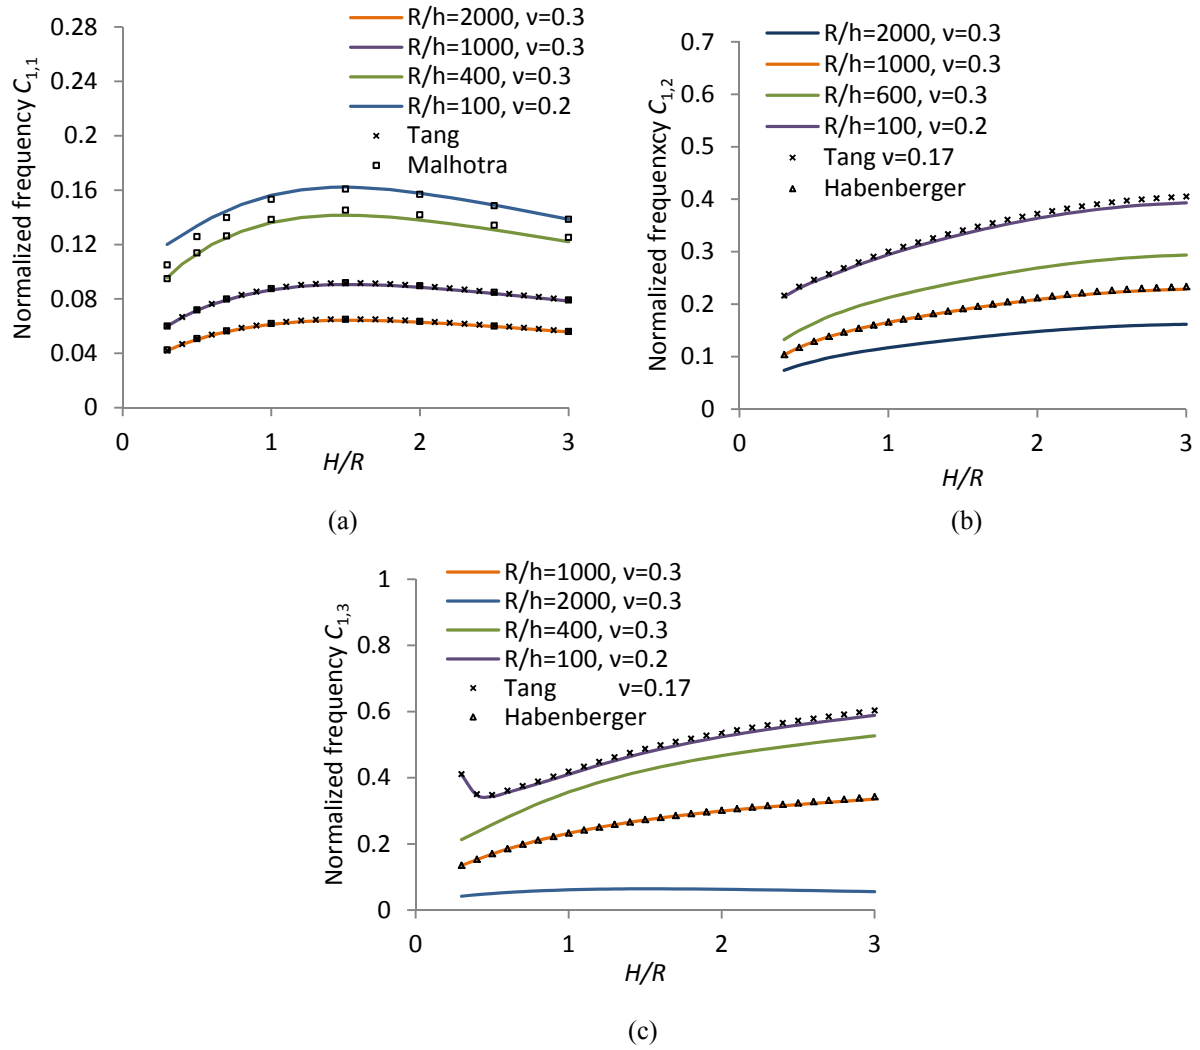 (a)
Normalized frequency C1,1
0.28
0.24
0.2
0.16
0.12
0.08
0.04
0
0 1 2 3
H/R
R/h=2000, ν=0.3
R/h=1000, ν=0.3
R/h=400, ν=0.3
R/h=100, ν=0.2
Tang
Malhotra
(a)
Normalized frequenxcy C1,2
0.7
0.6
0.5
0.4
0.3
0.2
0.1
0
0 1 2 3
H/R
R/h=2000, ν=0.3
R/h=1000, ν=0.3
R/h=600, ν=0.3
R/h=100, ν=0.2
Tang ν=0.17
Habenberger
(b)
Normalized frequency C1,3
1
0.8
0.6
0.4
0.2
0
0 1 2 3
H/R
R/h=1000, ν=0.3
R/h=2000, ν=0.3
R/h=400, ν=0.3
R/h=100, ν=0.2
Tang ν=0.17
Habenberger
(c)